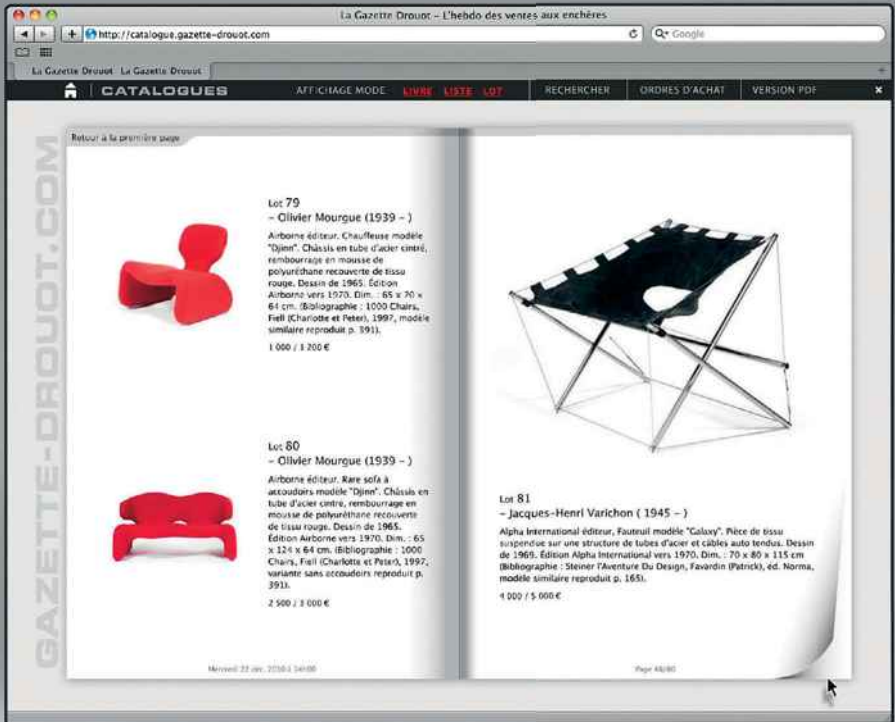 La Gazette Drouot – L'hebdo des ventes aux enchères
http://catalogue.gazette-drouot.com
Google
La Gazette Drouot La Gazette Drouot
CATALOGUES AFFICHAGE MODE LIVRE LISTE LOT RECHERCHER ORDRES D'ACHAT VERSION PDF
GAZETTE-DROUOT.COM
Retour à la première page
Lot 79
– Olivier Mourgue (1939 – )
Airborne éditeur. Chauffeuse modèle
"Djinn". Châssis en tube d'acier cintré,
rembourrage en mousse de
polyuréthane recouverte de tissu
rouge. Dessin de 1965. Édition
Airborne vers 1970. Dim. : 65 x 70 x
64 cm. (Bibliographie : 1000 Chairs,
Fiell (Charlotte et Peter), 1997, modèle
similaire reproduit p. 391).
1 000 / 1 200 €
Lot 80
– Olivier Mourgue (1939 – )
Airborne éditeur. Rare sofa à
accoudoirs modèle "Djinn". Châssis en
tube d'acier cintré, rembourrage en
mousse de polyuréthane recouverte
de tissu rouge. Dessin de 1965.
Édition Airborne vers 1970. Dim. : 65
x 124 x 64 cm. (Bibliographie : 1000
Chairs, Fiell (Charlotte et Peter), 1997,
variante sans accoudoirs reproduit p.
391).
2 500 / 3 000 €
Mercredi 22 déc. 2010 à 14h00
Lot 81
– Jacques-Henri Varichon ( 1945 – )
Alpha International éditeur, Fauteuil modèle "Galaxy". Pièce de tissu
suspendue sur une structure de tubes d'acier et câbles auto tendus. Dessin
de 1969. Édition Alpha International vers 1970. Dim. : 70 x 80 x 115 cm
(Bibliographie : Steiner l'Aventure Du Design, Favardin (Patrick), éd. Norma,
modèle similaire reproduit p. 165).
4 000 / 5 000 €
Page 48/80